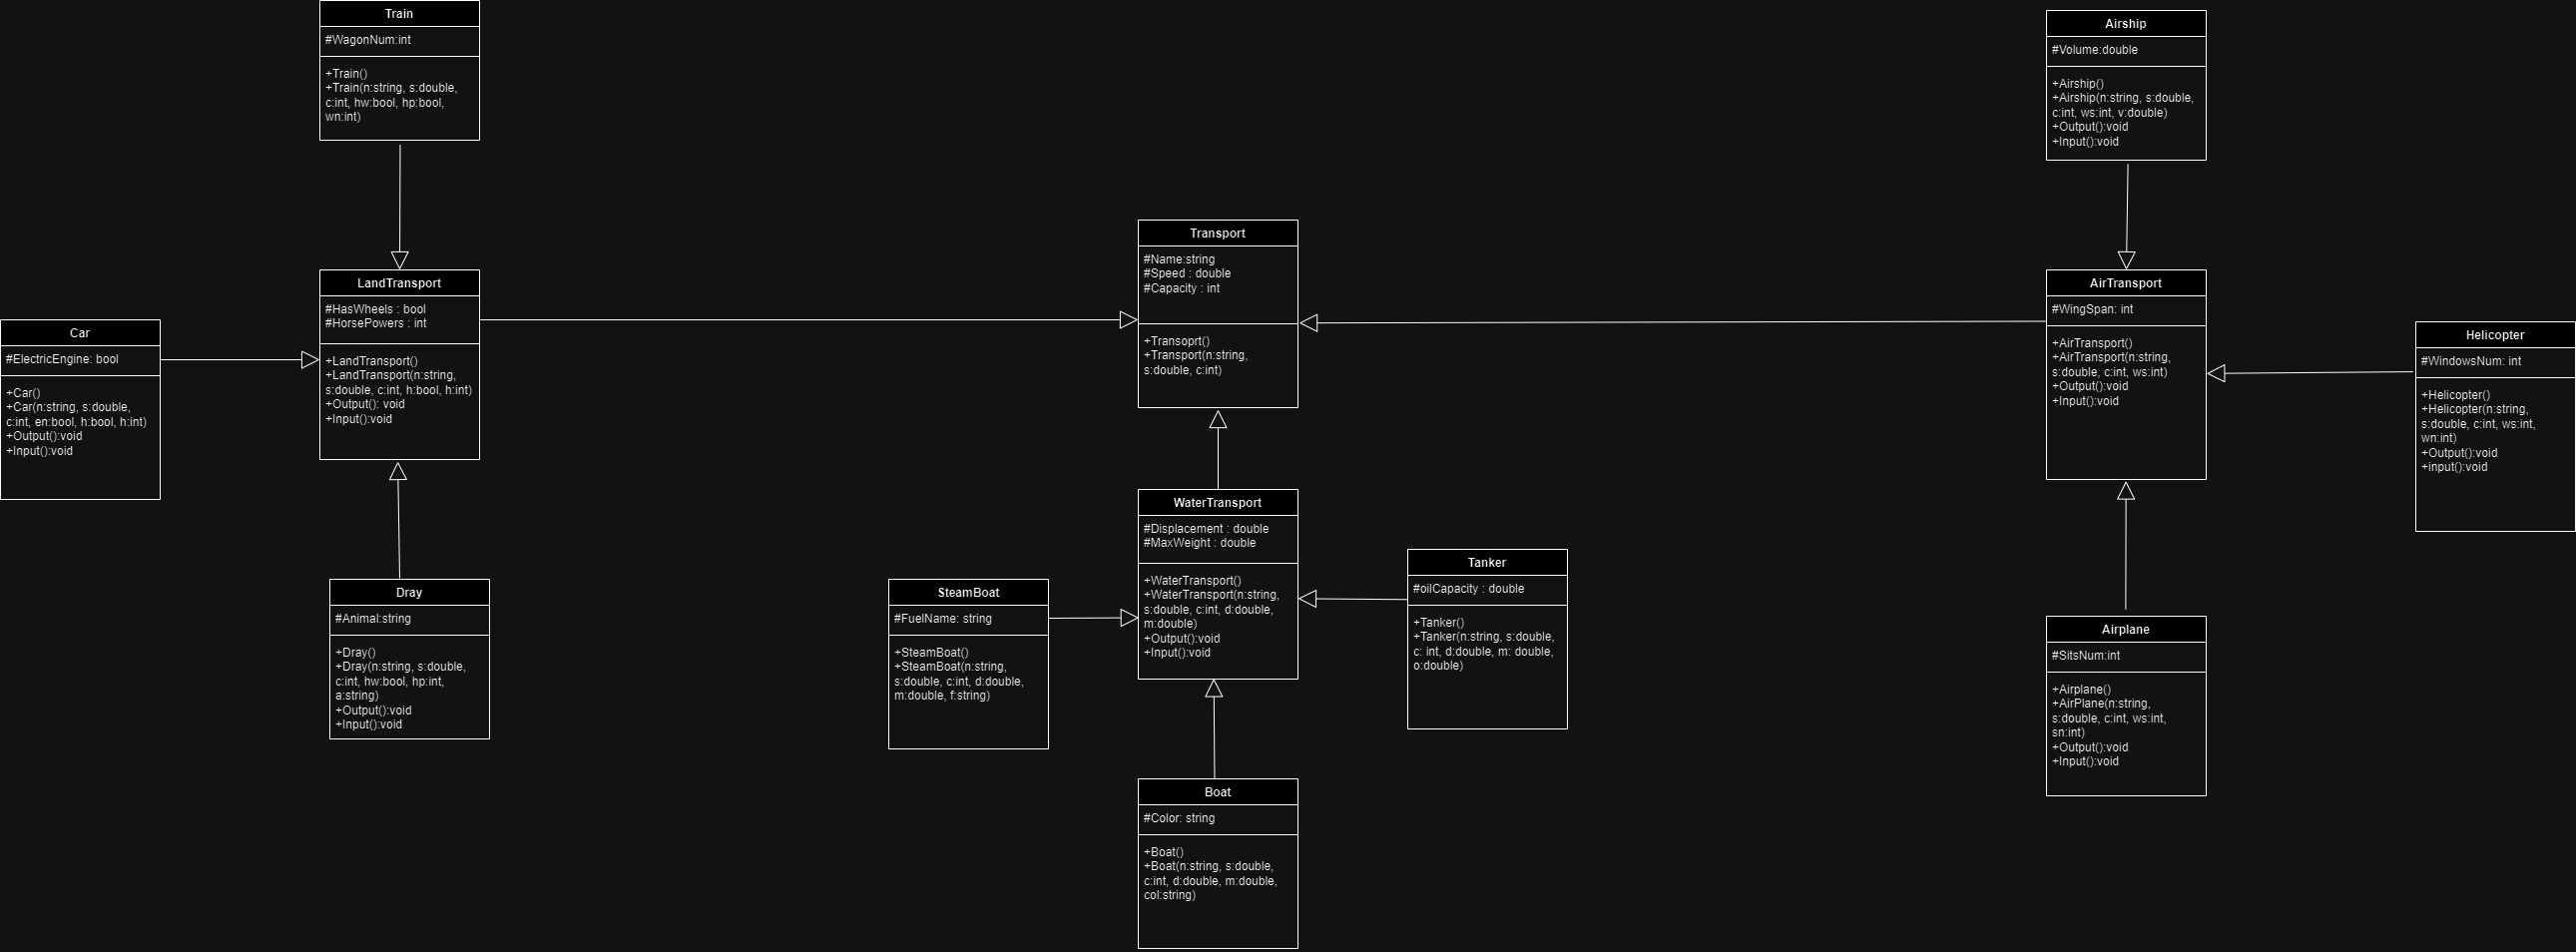 Train
#WagonNum:int
+Train()
+Train(n:string, s:double,
c:int, hw:bool, hp:bool,
wn:int)
Airship
#Volume:double
+Airship()
+Airship(n:string, s:double,
c:int, ws:int, v:double)
+Output():void
+Input():void
Transport
#Name:string
#Speed : double
#Capacity : int
+Transoprt()
+Transport(n:string,
s:double, c:int)
LandTransport
#HasWheels : bool
#HorsePowers : int
+LandTransport()
+LandTransport(n:string,
s:double, c:int, h:bool, h:int)
+Output(): void
+Input():void
AirTransport
#WingSpan: int
+AirTransport()
+AirTransport(n:string,
s:double, c:int, ws:int)
+Output():void
+Input():void
Car
#ElectricEngine: bool
+Car()
+Car(n:string, s:double,
c:int, en:bool, h:bool, h:int)
+Output():void
+Input():void
Helicopter
#WindowsNum: int
+Helicopter()
+Helicopter(n:string,
s:double, c:int, ws:int,
wn:int)
+Output():void
+input():void
WaterTransport
#Displacement : double
#MaxWeight : double
+WaterTransport()
+WaterTransport(n:string,
s:double, c:int, d:double,
m:double)
+Output():void
+Input():void
Tanker
#oilCapacity : double
+Tanker()
+Tanker(n:string, s:double,
c: int, d:double, m: double,
o:double)
Dray
#Animal:string
+Dray()
+Dray(n:string, s:double,
c:int, hw:bool, hp:int,
a:string)
+Output():void
+Input():void
SteamBoat
#FuelName: string
+SteamBoat()
+SteamBoat(n:string,
s:double, c:int, d:double,
m:double, f:string)
Airplane
#SitsNum:int
+Airplane()
+AirPlane(n:string,
s:double, c:int, ws:int,
sn:int)
+Output():void
+Input():void
Boat
#Color: string
+Boat()
+Boat(n:string, s:double,
c:int, d:double, m:double,
col:string)